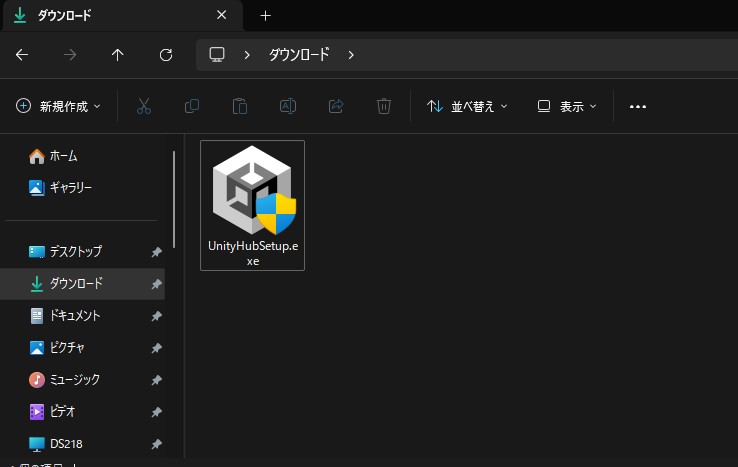 ダウンロード
ダウンロード
新規作成
並べ替え
表示
ホーム
ギャラリー
デスクトップ
ダウンロード
ドキュメント
ピクチャ
ミュージック
ビデオ
DS218
UnityHubSetup.e
xe